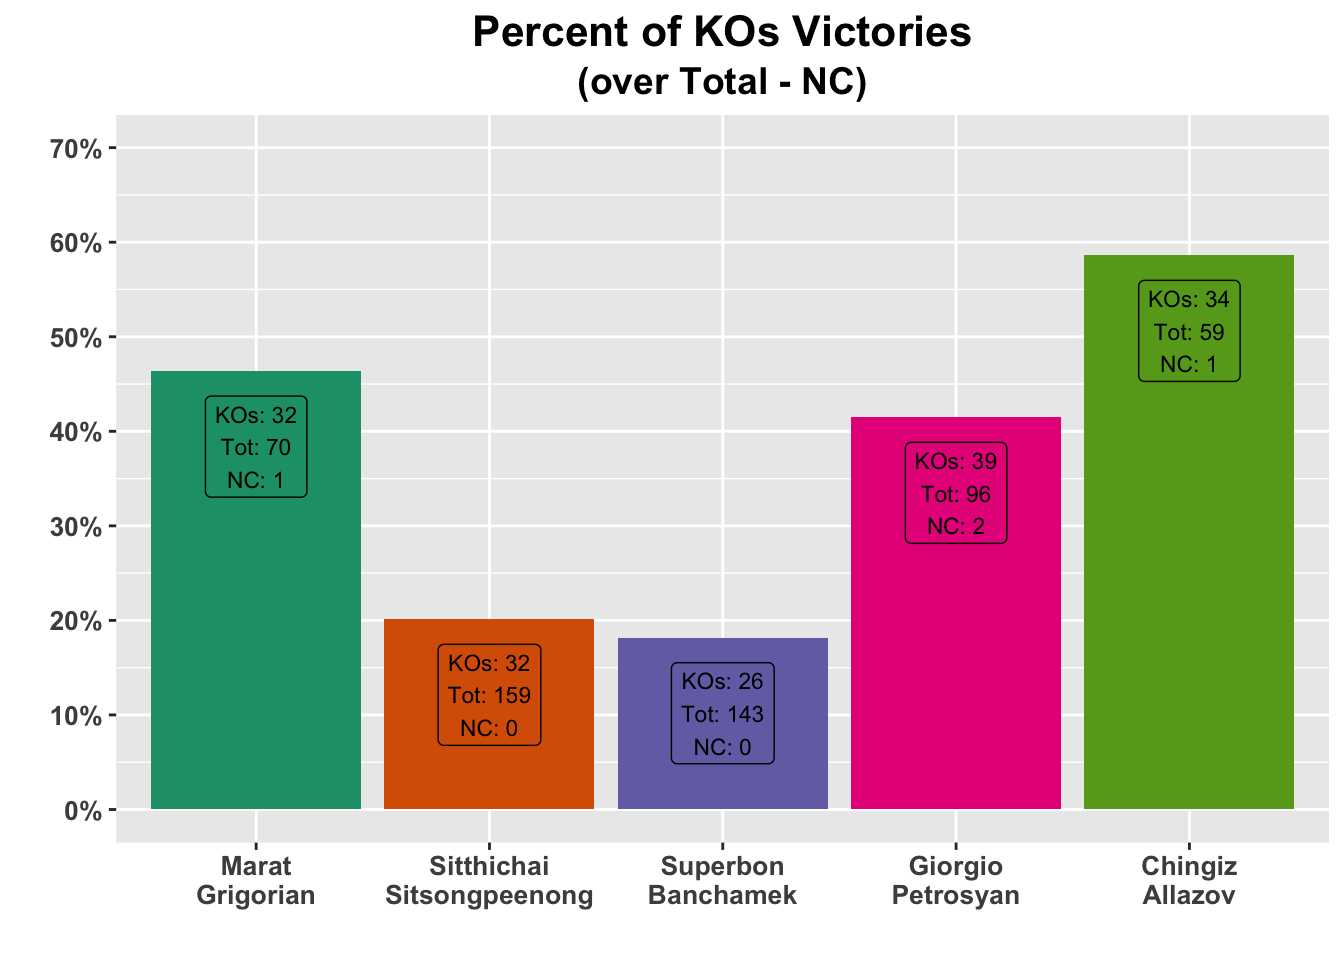 Percent of KOs Victories
(over Total - NC)
70%
60%
50%
40%
30%
20%
10%
0%
KOs: 32
Tot: 70
NC: 1
KOs: 32
Tot: 159
NC: 0
KOs: 26
Tot: 143
NC: 0
KOs: 39
Tot: 96
NC: 2
KOs: 34
Tot: 59
NC: 1
Marat
Grigorian
Sitthichai
Sitsongpeenong
Superbon
Banchamek
Giorgio
Petrosyan
Chingiz
Allazov